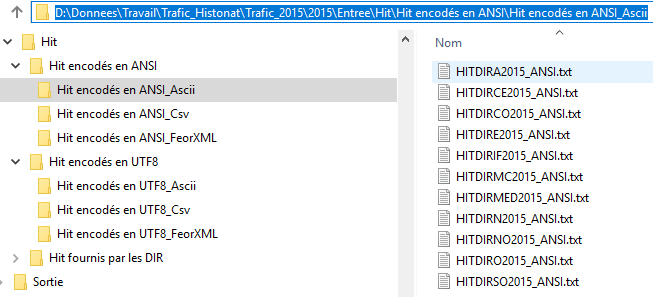 D:\Donnees\Travail\Trafic_Histonat\Trafic_2015\2015\Entree\Hit\Hit encodés en ANSI\Hit encodés en ANSI_Ascii
Hit
Hit encodés en ANSI
Hit encodés en ANSI_Ascii
Hit encodés en ANSI_Csv
Hit encodés en ANSI_FeorXML
Hit encodés en UTF8
Hit encodés en UTF8_Ascii
Hit encodés en UTF8_Csv
Hit encodés en UTF8_FeorXML
Hit fournis par les DIR
Sortie
Nom
HITDIRA2015_ANSI.txt
HITDIRCE2015_ANSI.txt
HITDIRCO2015_ANSI.txt
HITDIRE2015_ANSI.txt
HITDIRIF2015_ANSI.txt
HITDIRMC2015_ANSI.txt
HITDIRMED2015_ANSI.txt
HITDIRN2015_ANSI.txt
HITDIRNO2015_ANSI.txt
HITDIRO2015_ANSI.txt
HITDIRSO2015_ANSI.txt